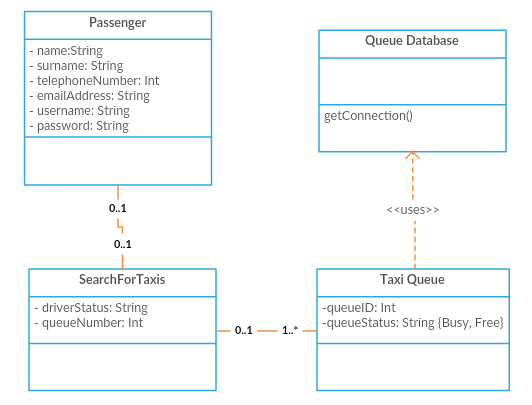 Passenger
- name:String
- surname: String
- telephoneNumber: Int
- emailAddress: String
- username: String
- password: String
Queue Database
getConnection()
0..1
0..1
<<uses>>
SearchForTaxis
- driverStatus: String
- queueNumber: Int
0..1
1..*
Taxi Queue
-queueID: Int
-queueStatus: String {Busy, Free}